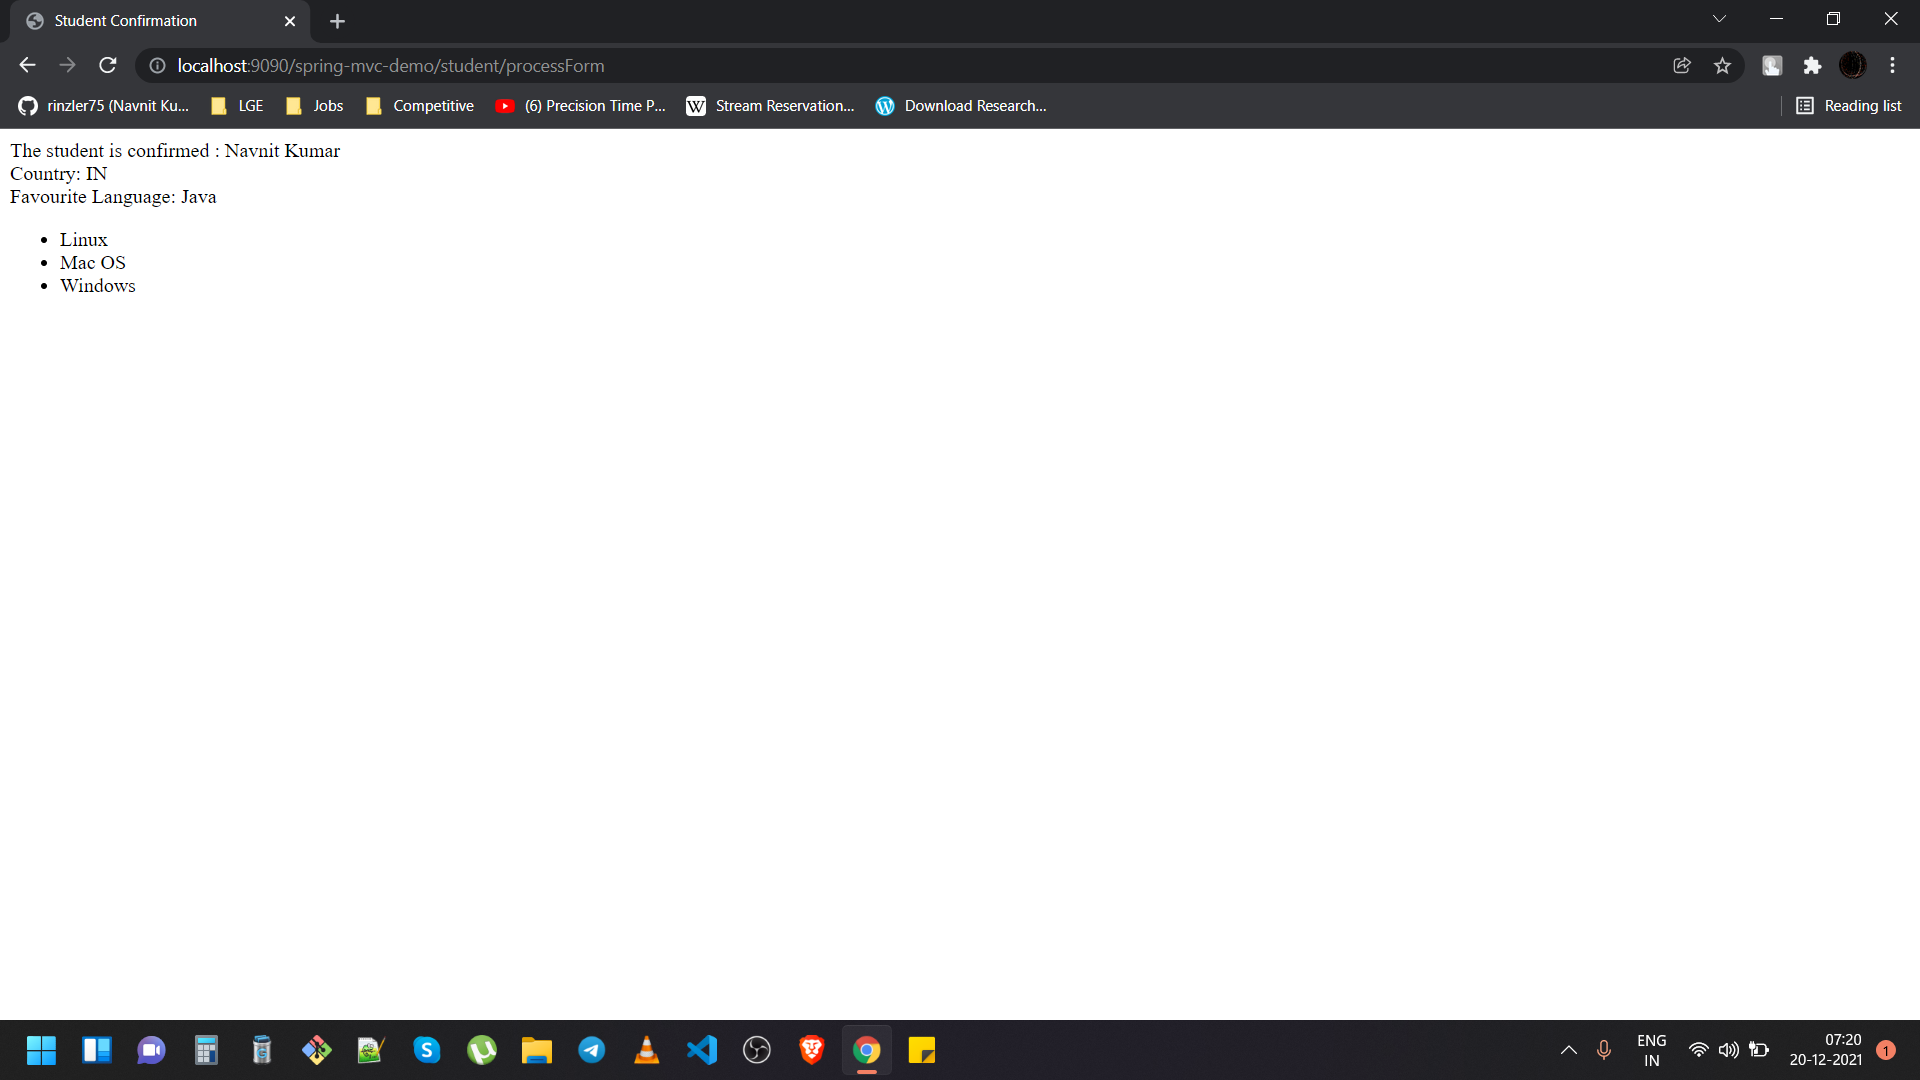 Student Confirmation
localhost:9090/spring-mvc-demo/student/processForm
rinzler75 (Navnit Ku... LGE Jobs Competitive (6) Precision Time P... W Stream Reservation... Download Research... Reading list
The student is confirmed : Navnit Kumar
Country: IN
Favourite Language: Java
• Linux
• Mac OS
• Windows
ENG
IN
07:20
20-12-2021
1